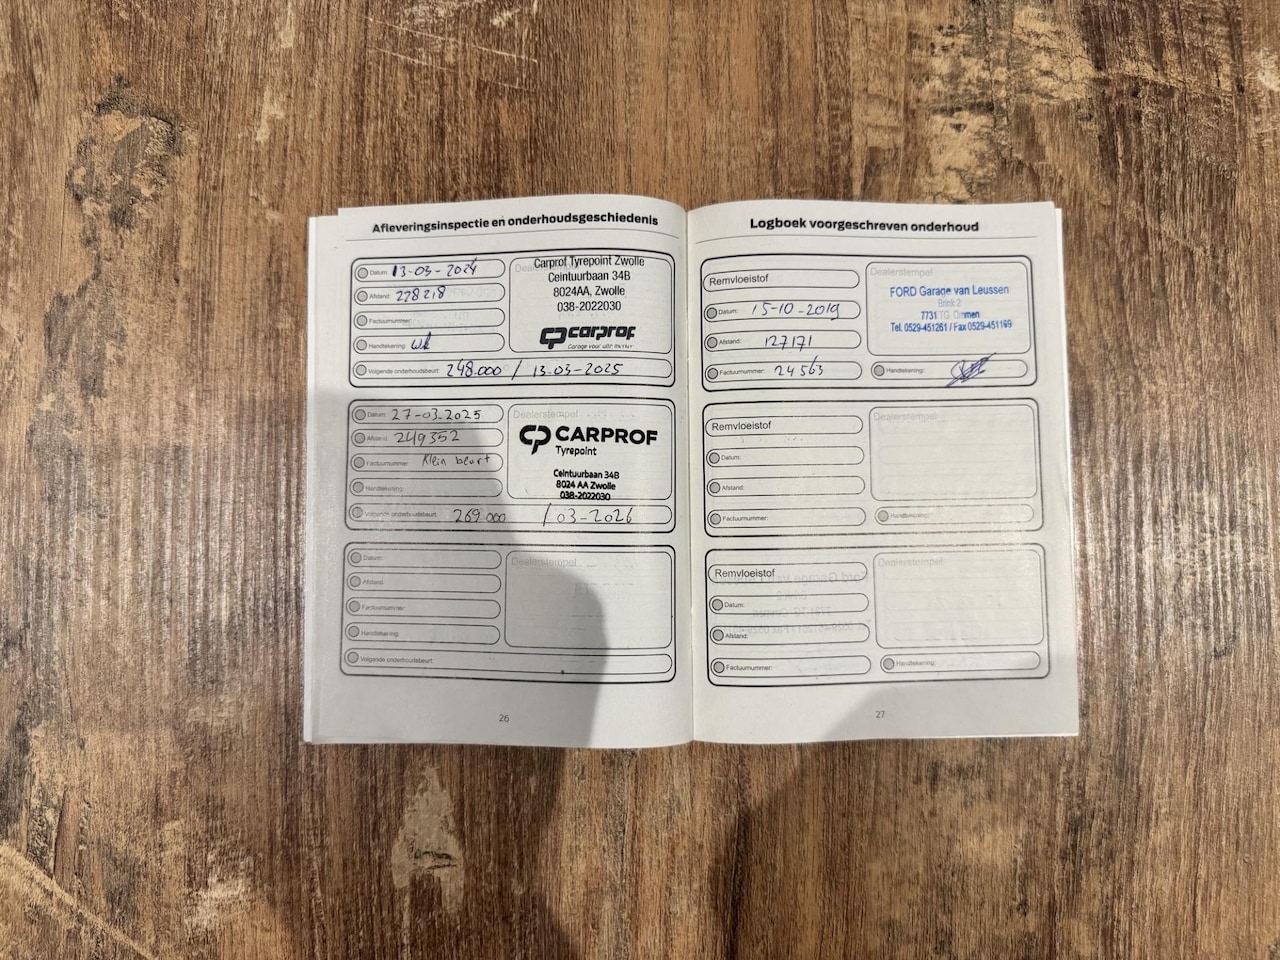 Afleveringsinspectie en onderhoudsgeschiedenis
Datum: 13-03-2024
Afstand: 228218
Factuurnummer:
Handtekening:
Volgende onderhoudsbeurt: 248.000 / 13-03-2025
Dealerstempel
Carprof Tyrepoint Zwolle
Ceintuurbaan 34B
8024AA, Zwolle
038-2022030
carprof
Datum: 27-03-2025
Afstand: 249352
Factuurnummer: Klein beurt
Handtekening:
Volgende onderhoudsbeurt: 269.000 / 03-2026
Dealerstempel
CARPROF
Tyrepoint
Ceintuurbaan 34B
8024 AA Zwolle
038-2022030
Datum:
Afstand:
Factuurnummer:
Handtekening:
Volgende onderhoudsbeurt:
Dealerstempel
26
Logboek voorgeschreven onderhoud
Remvloeistof
Datum: 15-10-2019
Afstand: 127171
Factuurnummer: 24563
Dealerstempel
FORD Garage van Leussen
Brink 2
7731 TG Ommen
Tel. 0529-451261 / Fax 0529-451169
Handtekening:
Remvloeistof
Datum:
Afstand:
Factuurnummer:
Dealerstempel
Handtekening:
Remvloeistof
Datum:
Afstand:
Factuurnummer:
Dealerstempel
Handtekening:
27